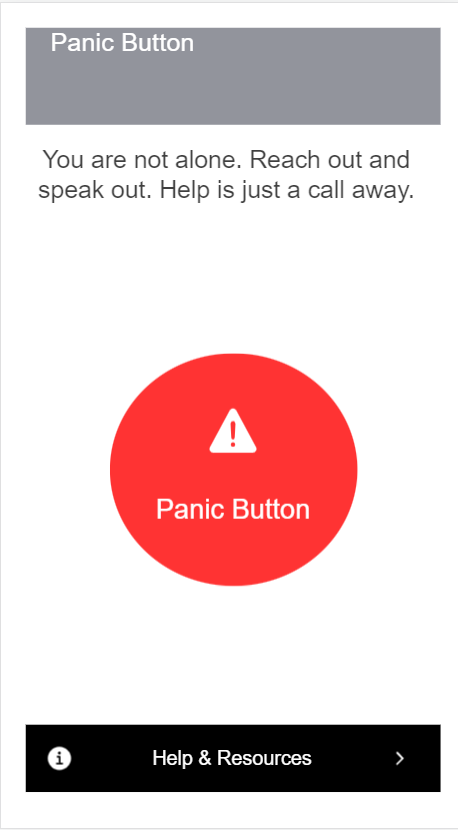 Panic Button
You are not alone. Reach out and
speak out. Help is just a call away.
Panic Button
Help & Resources